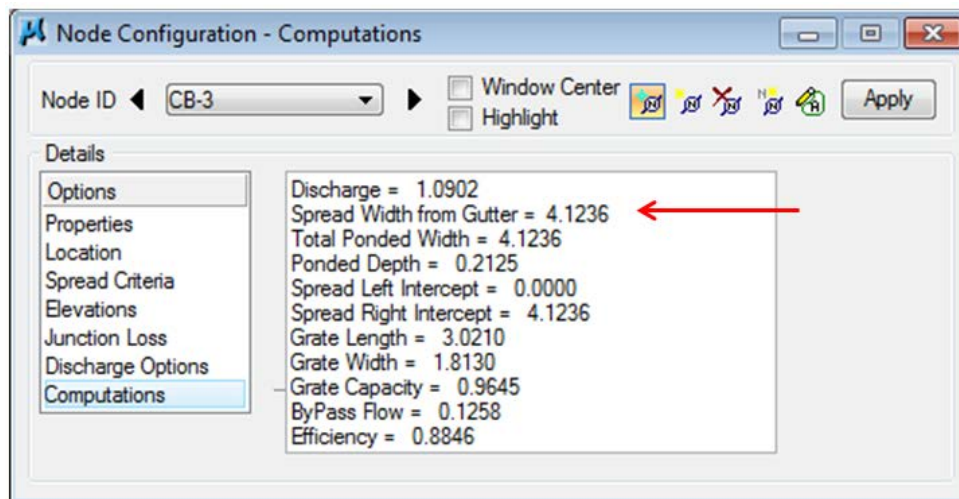 Node Configuration - Computations
Node ID CB-3 Window Center Apply
Highlight
Details
Options
Properties
Location
Spread Criteria
Elevations
Junction Loss
Discharge Options
Computations
Discharge = 1.0902
Spread Width from Gutter = 4.1236
Total Ponded Width = 4.1236
Ponded Depth = 0.2125
Spread Left Intercept = 0.0000
Spread Right Intercept = 4.1236
Grate Length = 3.0210
Grate Width = 1.8130
Grate Capacity = 0.9645
ByPass Flow = 0.1258
Efficiency = 0.8846